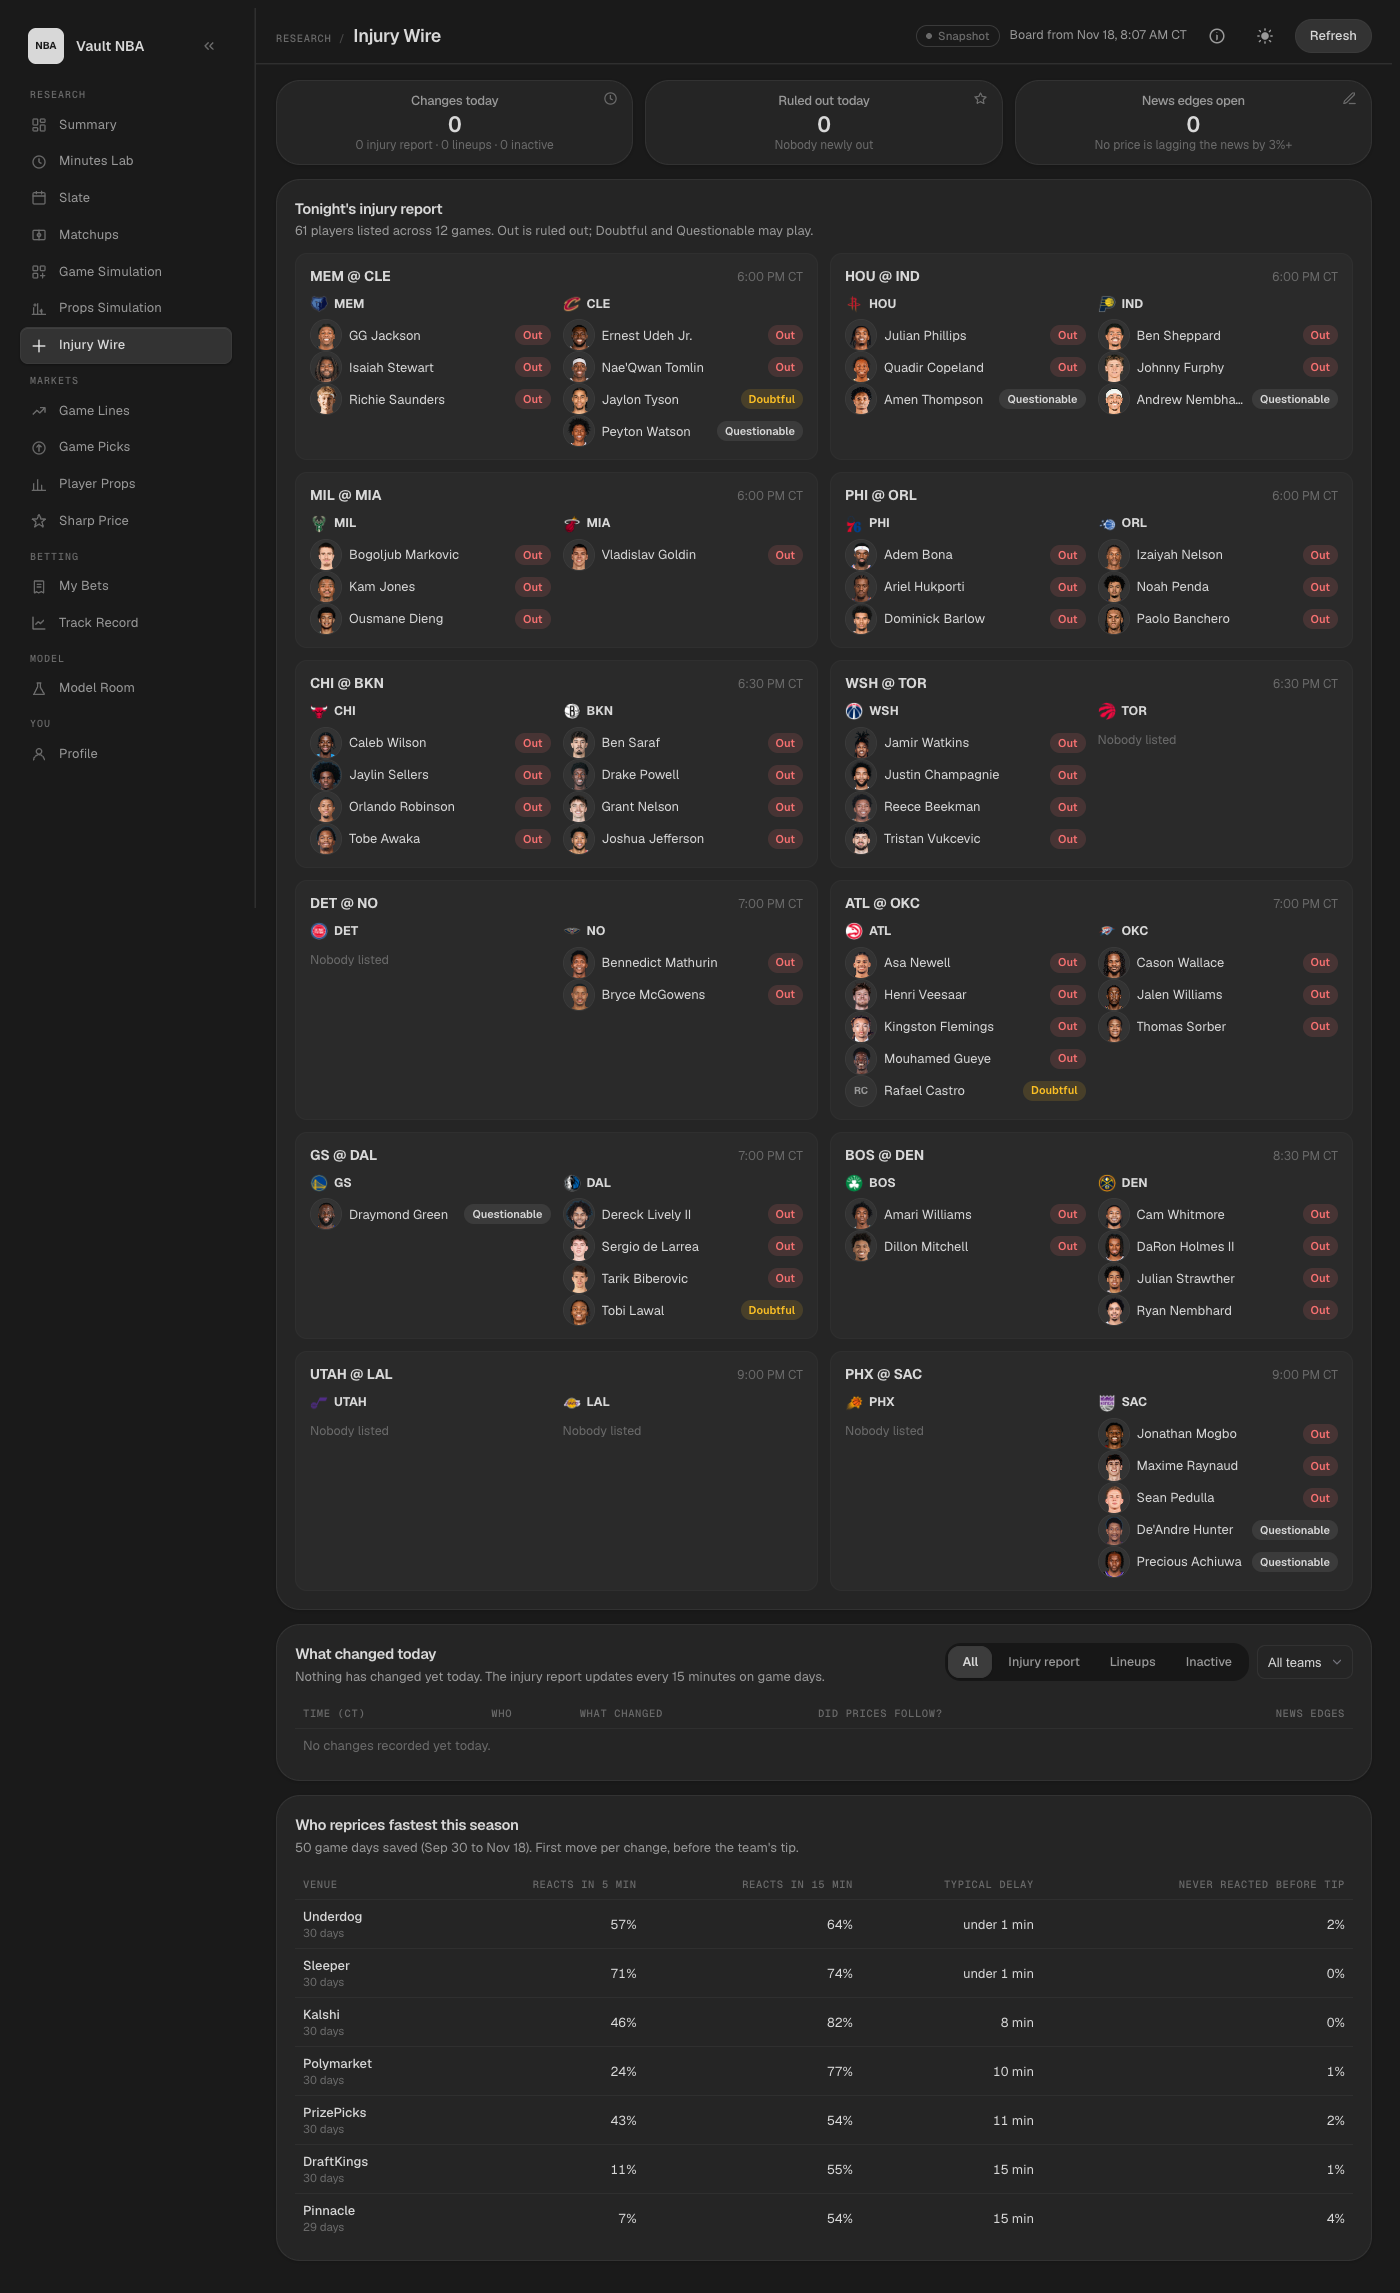 NBA
Vault NBA
RESEARCH
Summary
Minutes Lab
Slate
Matchups
Game Simulation
Props Simulation
Injury Wire
MARKETS
Game Lines
Game Picks
Player Props
Sharp Price
BETTING
My Bets
Track Record
MODEL
Model Room
YOU
Profile
RESEARCH / Injury Wire
Snapshot
Board from Nov 18, 8:07 AM CT
Refresh
Changes today
0
0 injury report · 0 lineups · 0 inactive
Ruled out today
0
Nobody newly out
News edges open
0
No price is lagging the news by 3%+
Tonight's injury report
61 players listed across 12 games. Out is ruled out; Doubtful and Questionable may play.
MEM @ CLE 6:00 PM CT
MEM
GG Jackson Out
Isaiah Stewart Out
Richie Saunders Out
CLE
Ernest Udeh Jr. Out
Nae'Qwan Tomlin Out
Jaylon Tyson Doubtful
Peyton Watson Questionable
HOU @ IND 6:00 PM CT
HOU
Julian Phillips Out
Quadir Copeland Out
Amen Thompson Questionable
IND
Ben Sheppard Out
Johnny Furphy Out
Andrew Nembha... Questionable
MIL @ MIA 6:00 PM CT
MIL
Bogoljub Markovic Out
Kam Jones Out
Ousmane Dieng Out
MIA
Vladislav Goldin Out
PHI @ ORL 6:00 PM CT
PHI
Adem Bona Out
Ariel Hukporti Out
Dominick Barlow Out
ORL
Izaiyah Nelson Out
Noah Penda Out
Paolo Banchero Out
CHI @ BKN 6:30 PM CT
CHI
Caleb Wilson Out
Jaylin Sellers Out
Orlando Robinson Out
Tobe Awaka Out
BKN
Ben Saraf Out
Drake Powell Out
Grant Nelson Out
Joshua Jefferson Out
WSH @ TOR 6:30 PM CT
WSH
Jamir Watkins Out
Justin Champagnie Out
Reece Beekman Out
Tristan Vukcevic Out
TOR
Nobody listed
DET @ NO 7:00 PM CT
DET
Nobody listed
NO
Bennedict Mathurin Out
Bryce McGowens Out
ATL @ OKC 7:00 PM CT
ATL
Asa Newell Out
Henri Veesaar Out
Kingston Flemings Out
Mouhamed Gueye Out
RC Rafael Castro Doubtful
OKC
Cason Wallace Out
Jalen Williams Out
Thomas Sorber Out
GS @ DAL 7:00 PM CT
GS
Draymond Green Questionable
DAL
Dereck Lively II Out
Sergio de Larrea Out
Tarik Biberovic Out
Tobi Lawal Doubtful
BOS @ DEN 8:30 PM CT
BOS
Amari Williams Out
Dillon Mitchell Out
DEN
Cam Whitmore Out
DaRon Holmes II Out
Julian Strawther Out
Ryan Nembhard Out
UTAH @ LAL 9:00 PM CT
UTAH
Nobody listed
LAL
Nobody listed
PHX @ SAC 9:00 PM CT
PHX
Nobody listed
SAC
Jonathan Mogbo Out
Maxime Raynaud Out
Sean Pedulla Out
De'Andre Hunter Questionable
Precious Achiuwa Questionable
What changed today
Nothing has changed yet today. The injury report updates every 15 minutes on game days.
All Injury report Lineups Inactive All teams
TIME (CT) WHO WHAT CHANGED DID PRICES FOLLOW? NEWS EDGES
No changes recorded yet today.
Who reprices fastest this season
50 game days saved (Sep 30 to Nov 18). First move per change, before the team's tip.
VENUE REACTS IN 5 MIN REACTS IN 15 MIN TYPICAL DELAY NEVER REACTED BEFORE TIP
Underdog 57% 64% under 1 min 2%
30 days
Sleeper 71% 74% under 1 min 0%
30 days
Kalshi 46% 82% 8 min 0%
30 days
Polymarket 24% 77% 10 min 1%
30 days
PrizePicks 43% 54% 11 min 2%
30 days
DraftKings 11% 55% 15 min 1%
30 days
Pinnacle 7% 54% 15 min 4%
29 days